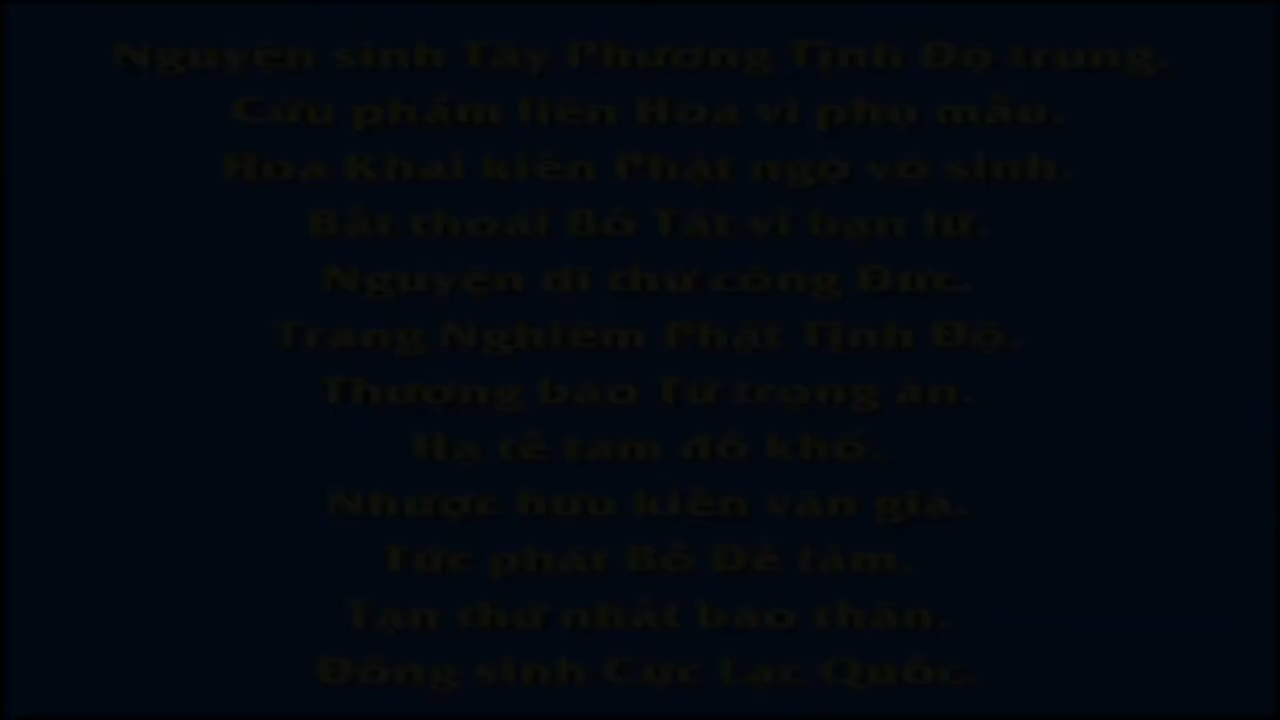 Nguyện sinh Tây Phương Tịnh Độ trung.
Cửu phẩm liên Hoa vi phụ mẫu.
Hoa Khai kiến Phật ngộ vô sinh.
Bất thoái Bồ Tát vi bạn lữ.
Nguyện dĩ thử công Đức.
Trang Nghiêm Phật Tịnh Độ.
Thượng báo Tứ trọng ân.
Hạ tế tam đồ khổ.
Nhược hữu kiến văn giả.
Tức phát Bồ Đề tâm.
Tận thử nhất báo thân.
Đồng sinh Cực Lạc Quốc.